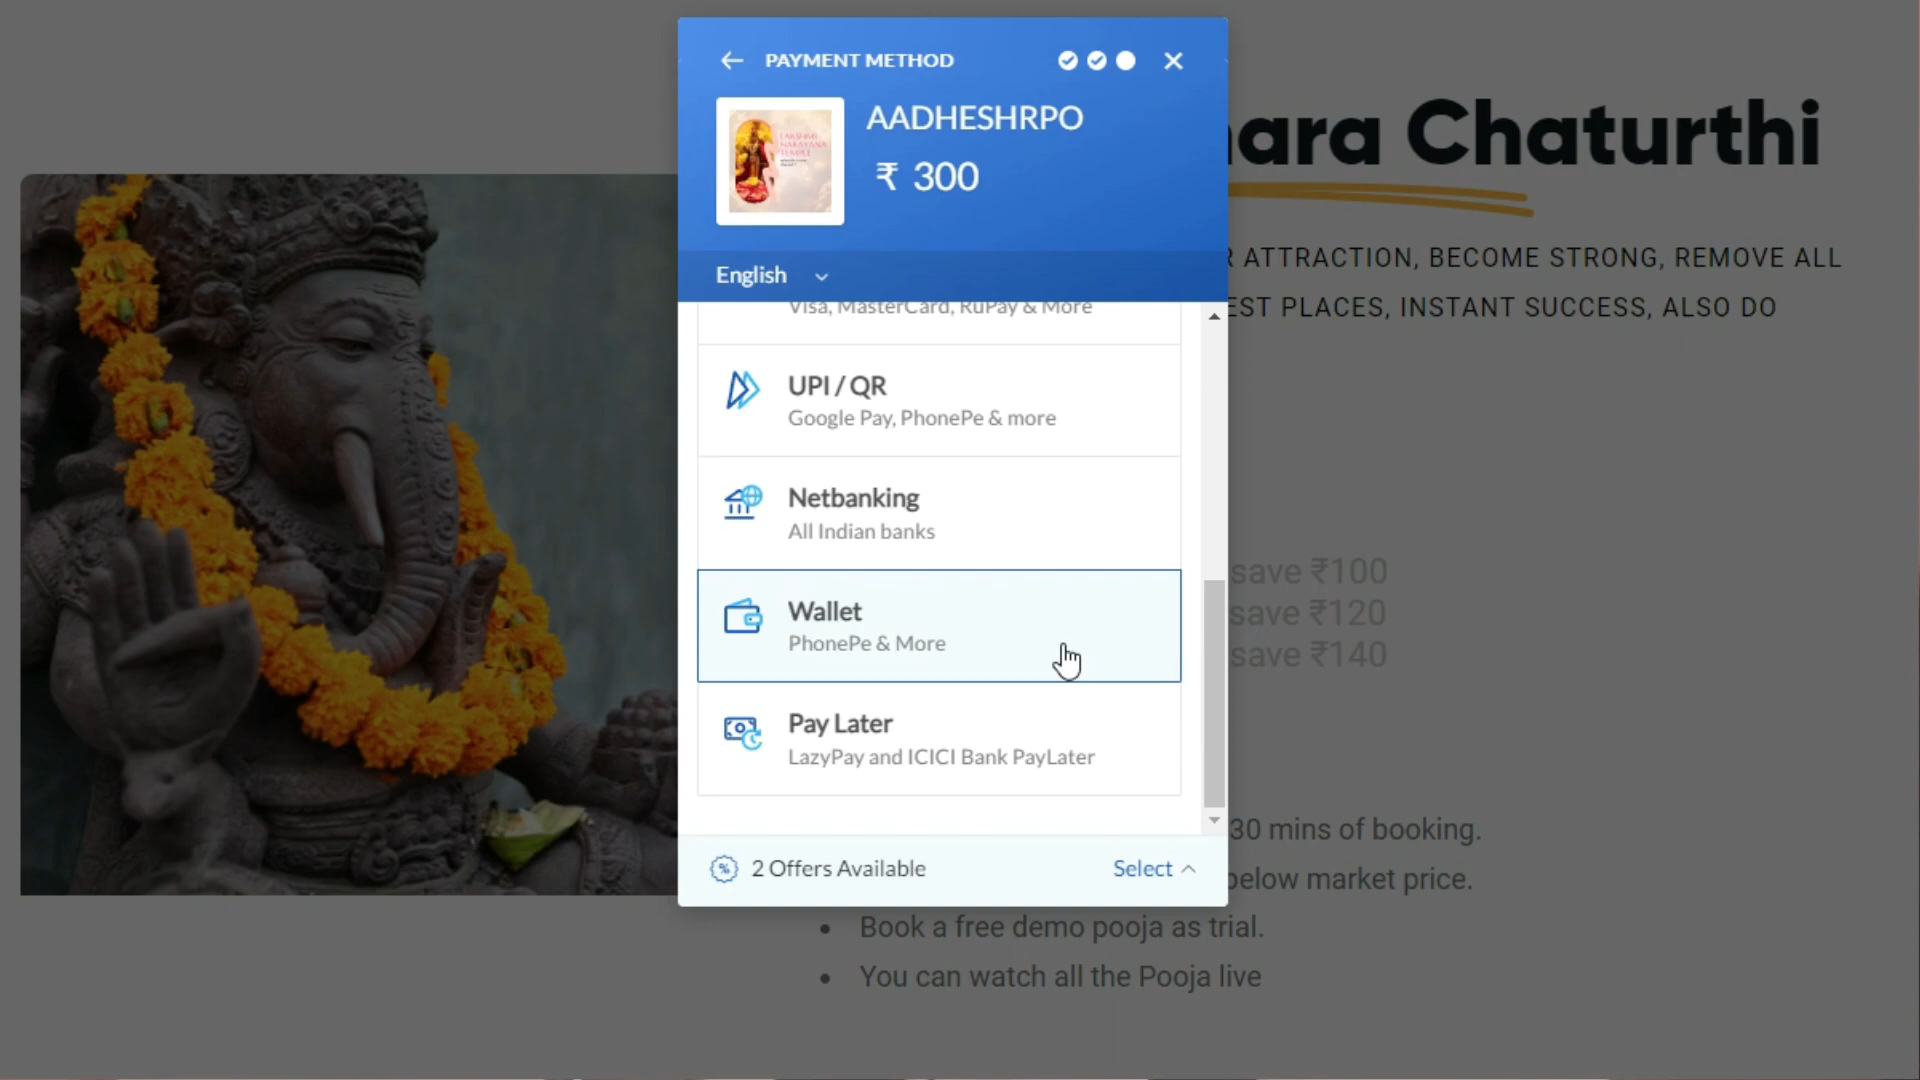 PAYMENT METHOD
AADHESHRPO
₹ 300
LAKSHMI
NARAYANA
TEMPLE
English
Visa, MasterCard, RuPay & More
UPI / QR
Google Pay, PhonePe & more
Netbanking
All Indian banks
Wallet
PhonePe & More
Pay Later
LazyPay and ICICI Bank PayLater
2 Offers Available
Select
ara Chaturthi
R ATTRACTION, BECOME STRONG, REMOVE ALL
EST PLACES, INSTANT SUCCESS, ALSO DO
save ₹100
save ₹120
save ₹140
30 mins of booking.
below market price.
• Book a free demo pooja as trial.
• You can watch all the Pooja live